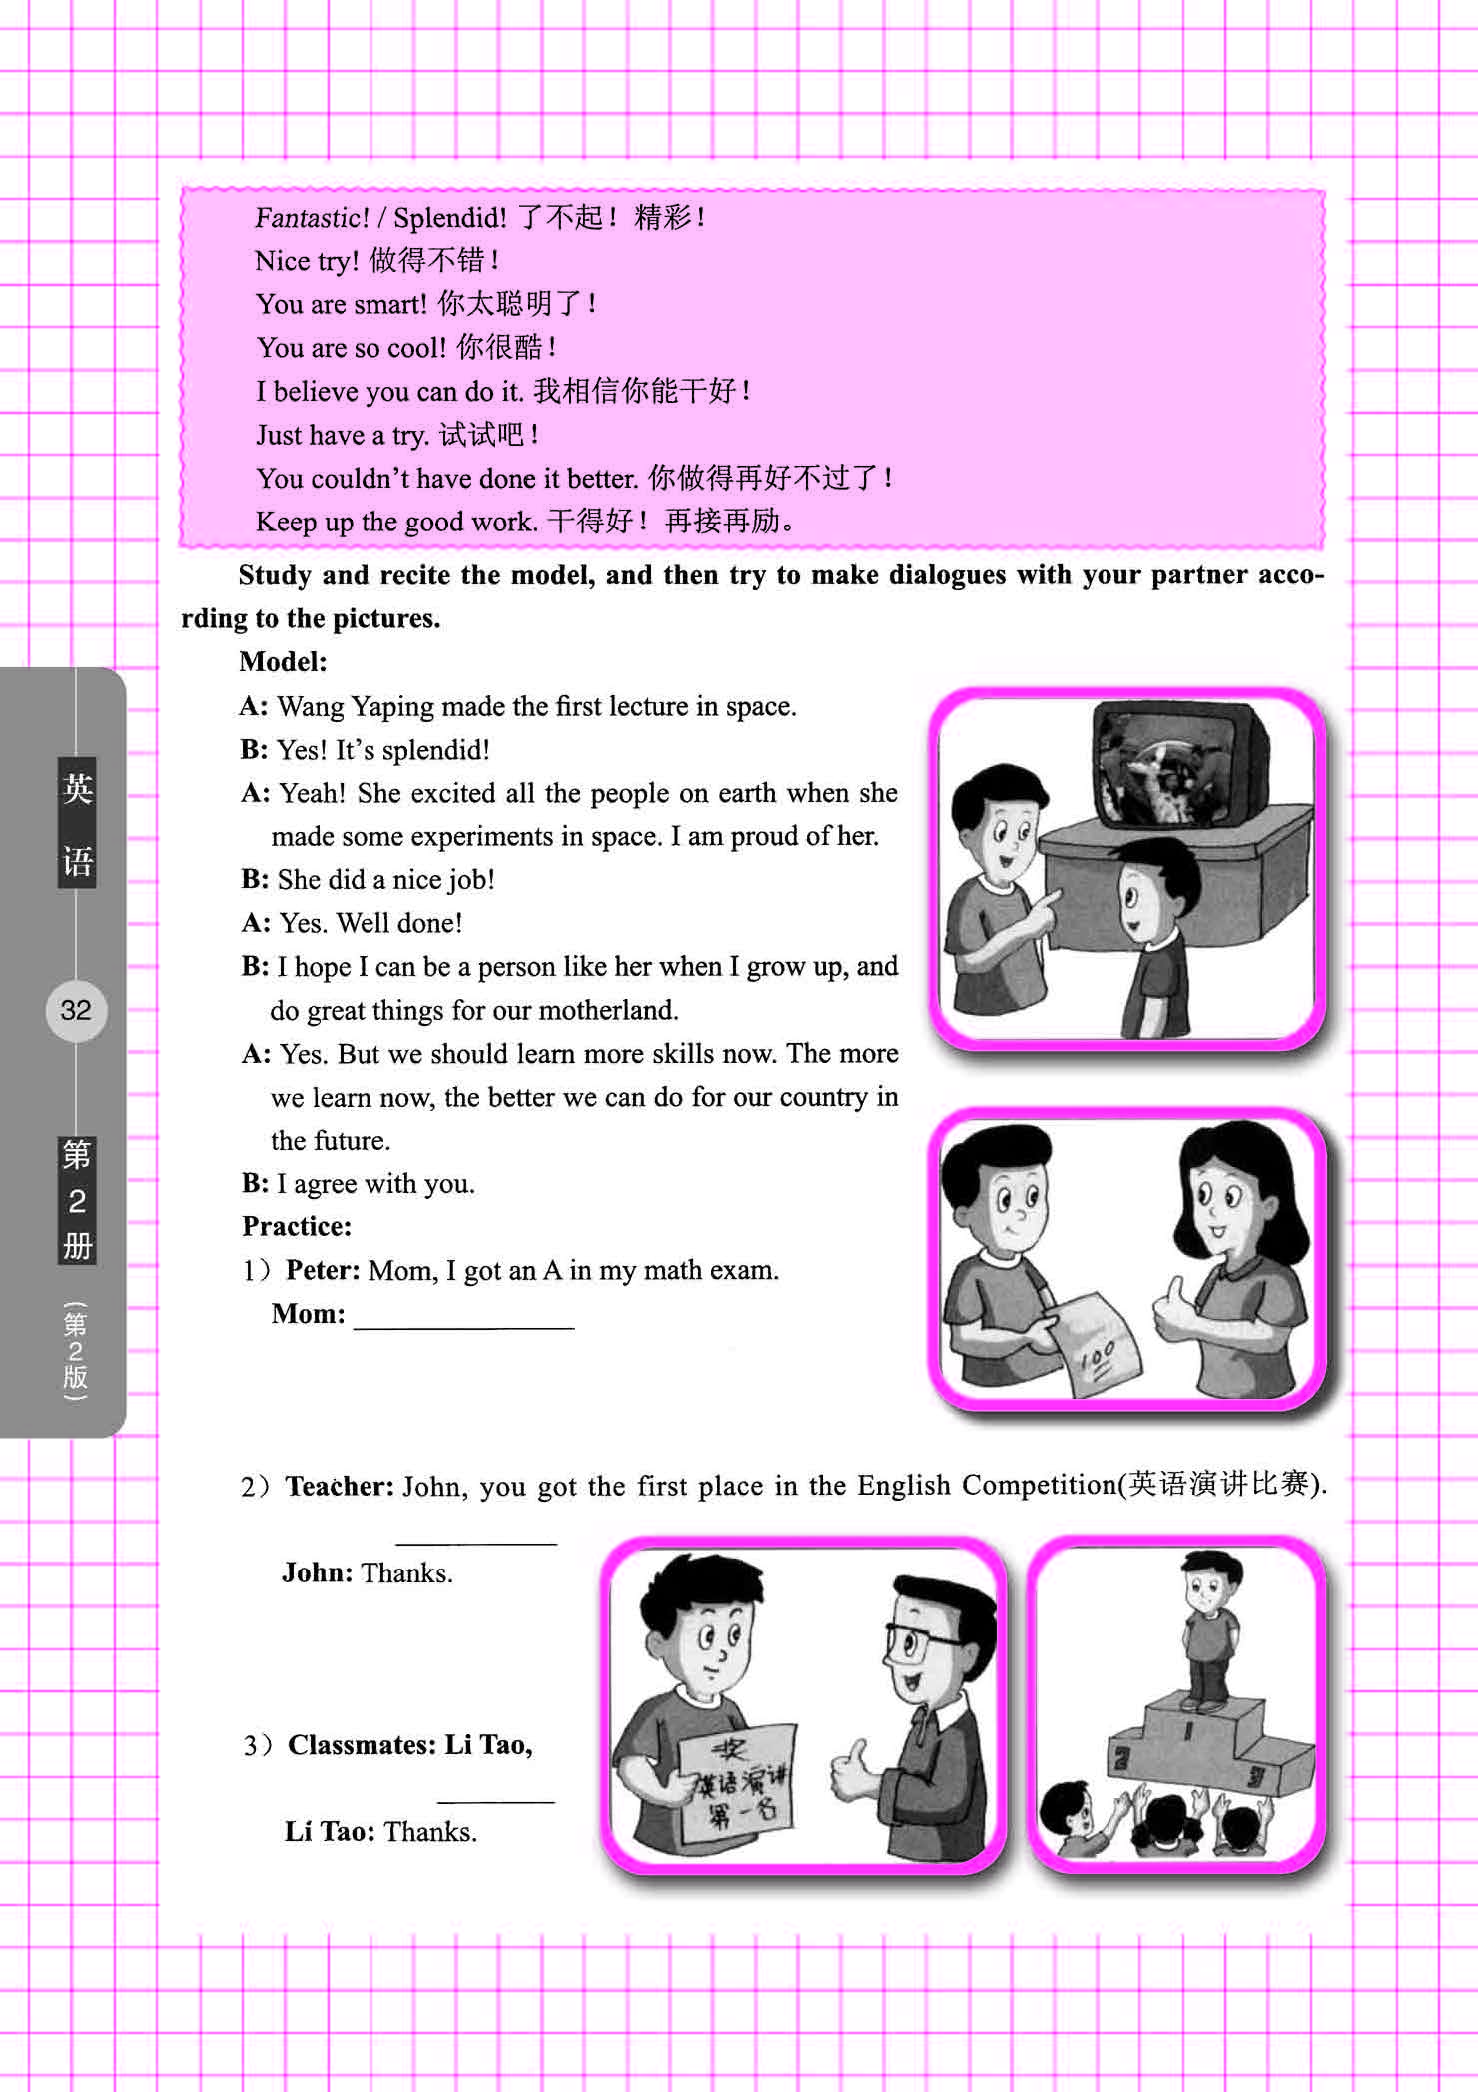 Fantastic! / Splendid! 了不起！ 精彩！
Nice try! 做得不错！
You are smart! 你太聪明了！
You are so cool! 你很酷！
I believe you can do it. 我相信你能干好！
Just have a try. 试试吧！
You couldn't have done it better. 你做得再好不过了！
Keep up the good work. 干得好！ 再接再励。
Study and recite the model, and then try to make dialogues with your partner acco-
rding to the pictures.
Model:
A: Wang Yaping made the first lecture in space.
B: Yes! It's splendid!
A: Yeah! She excited all the people on earth when she
made some experiments in space. I am proud of her.
B: She did a nice job!
A: Yes. Well done!
B: I hope I can be a person like her when I grow up, and
do great things for our motherland.
A: Yes. But we should learn more skills now. The more
we learn now, the better we can do for our country in
the future.
B: I agree with you.
Practice:
1）Peter: Mom, I got an A in my math exam.
Mom:
100
2）Teacher: John, you got the first place in the English Competition(英语演讲比赛).
John: Thanks.
奖
英语演讲
第一名
1
2
3
3）Classmates: Li Tao,
Li Tao: Thanks.
英语
32
第2册
(第2版)